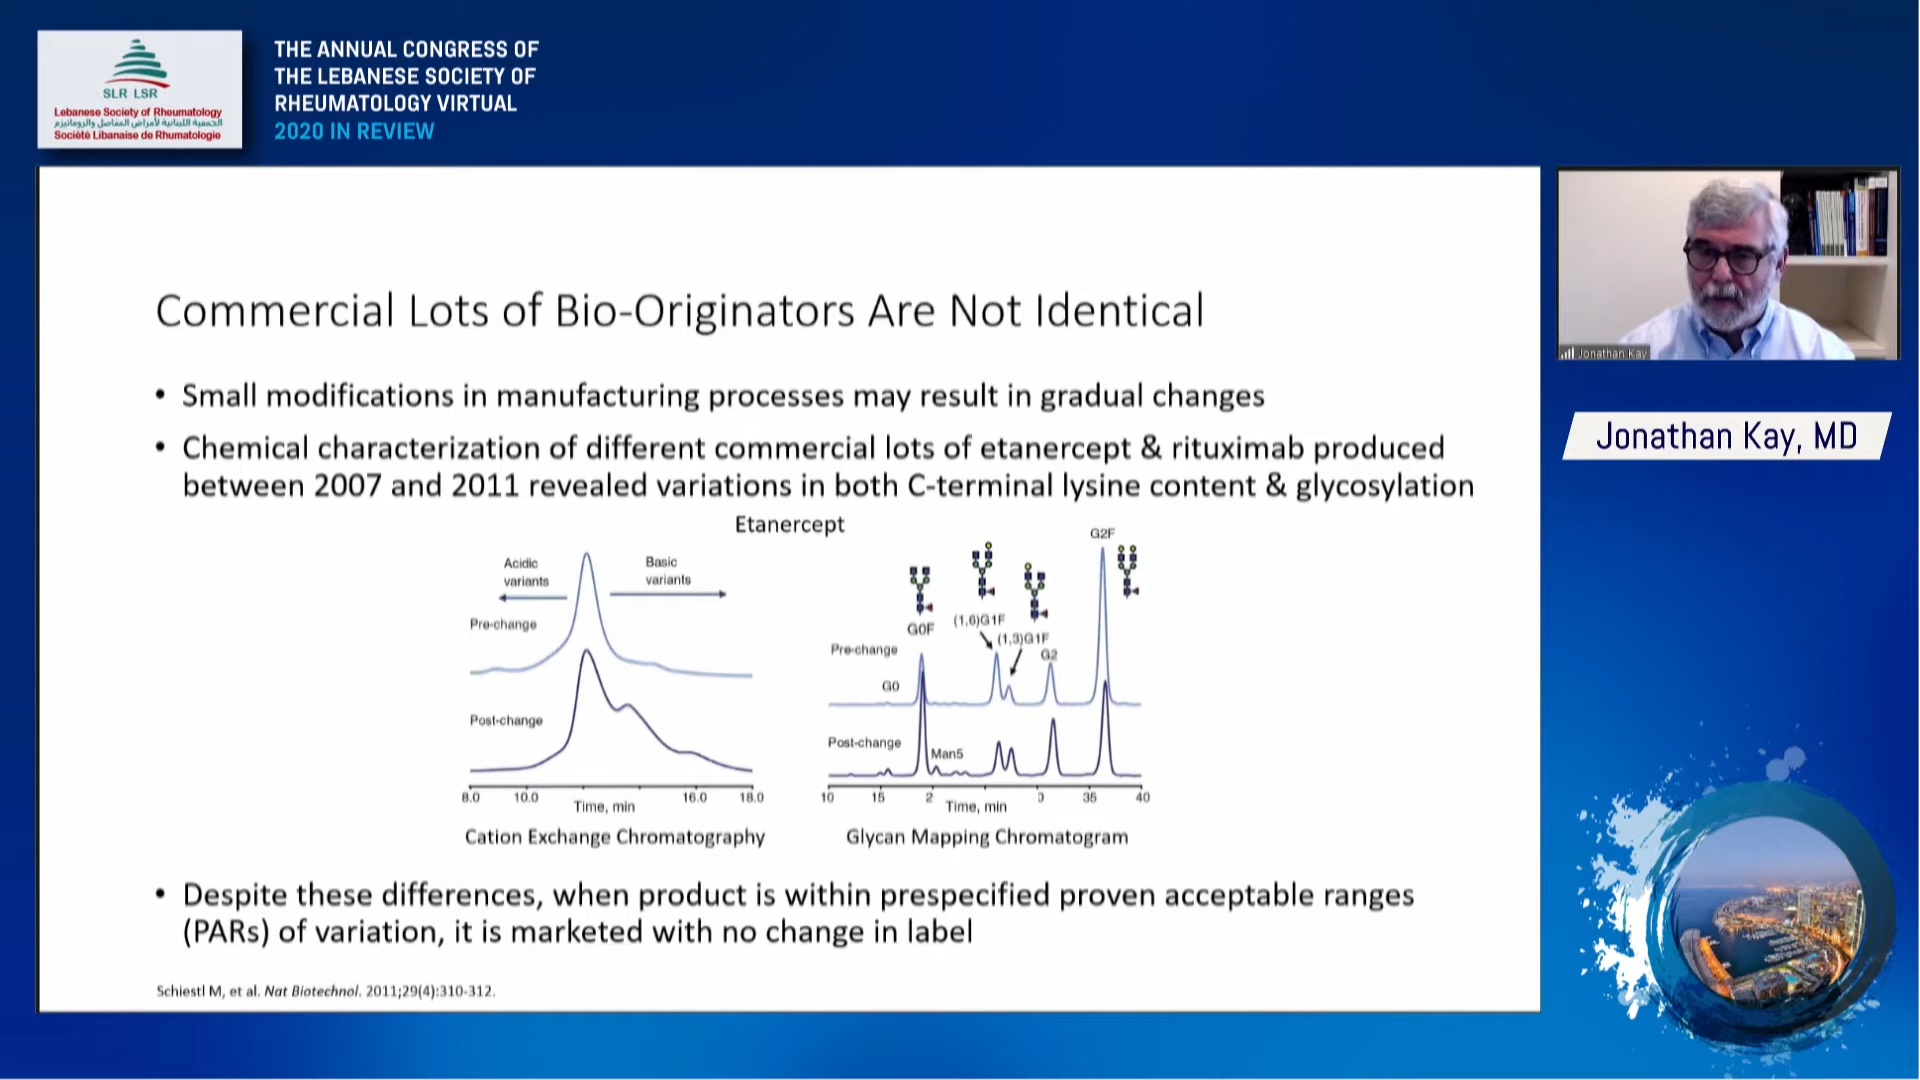 SLR LSR
Lebanese Society of Rheumatology
الجمعية اللبنانية لأمراض المفاصل والروماتيزم
Société Libanaise de Rhumatologie
THE ANNUAL CONGRESS OF
THE LEBANESE SOCIETY OF
RHEUMATOLOGY VIRTUAL
2020 IN REVIEW
Commercial Lots of Bio-Originators Are Not Identical
• Small modifications in manufacturing processes may result in gradual changes
• Chemical characterization of different commercial lots of etanercept & rituximab produced
between 2007 and 2011 revealed variations in both C-terminal lysine content & glycosylation
Etanercept
Acidic
variants
Basic
variants
Pre-change
Post-change
8.0 10.0 16.0 18.0
Time, min
Cation Exchange Chromatography
G2F
G0F
(1,6)G1F
(1,3)G1F
G2
Pre-change
G0
Post-change
Man5
10 15 2 0 35 40
Time, min
Glycan Mapping Chromatogram
• Despite these differences, when product is within prespecified proven acceptable ranges
(PARs) of variation, it is marketed with no change in label
Schiestl M, et al. Nat Biotechnol. 2011;29(4):310-312.
Jonathan Kay
Jonathan Kay, MD